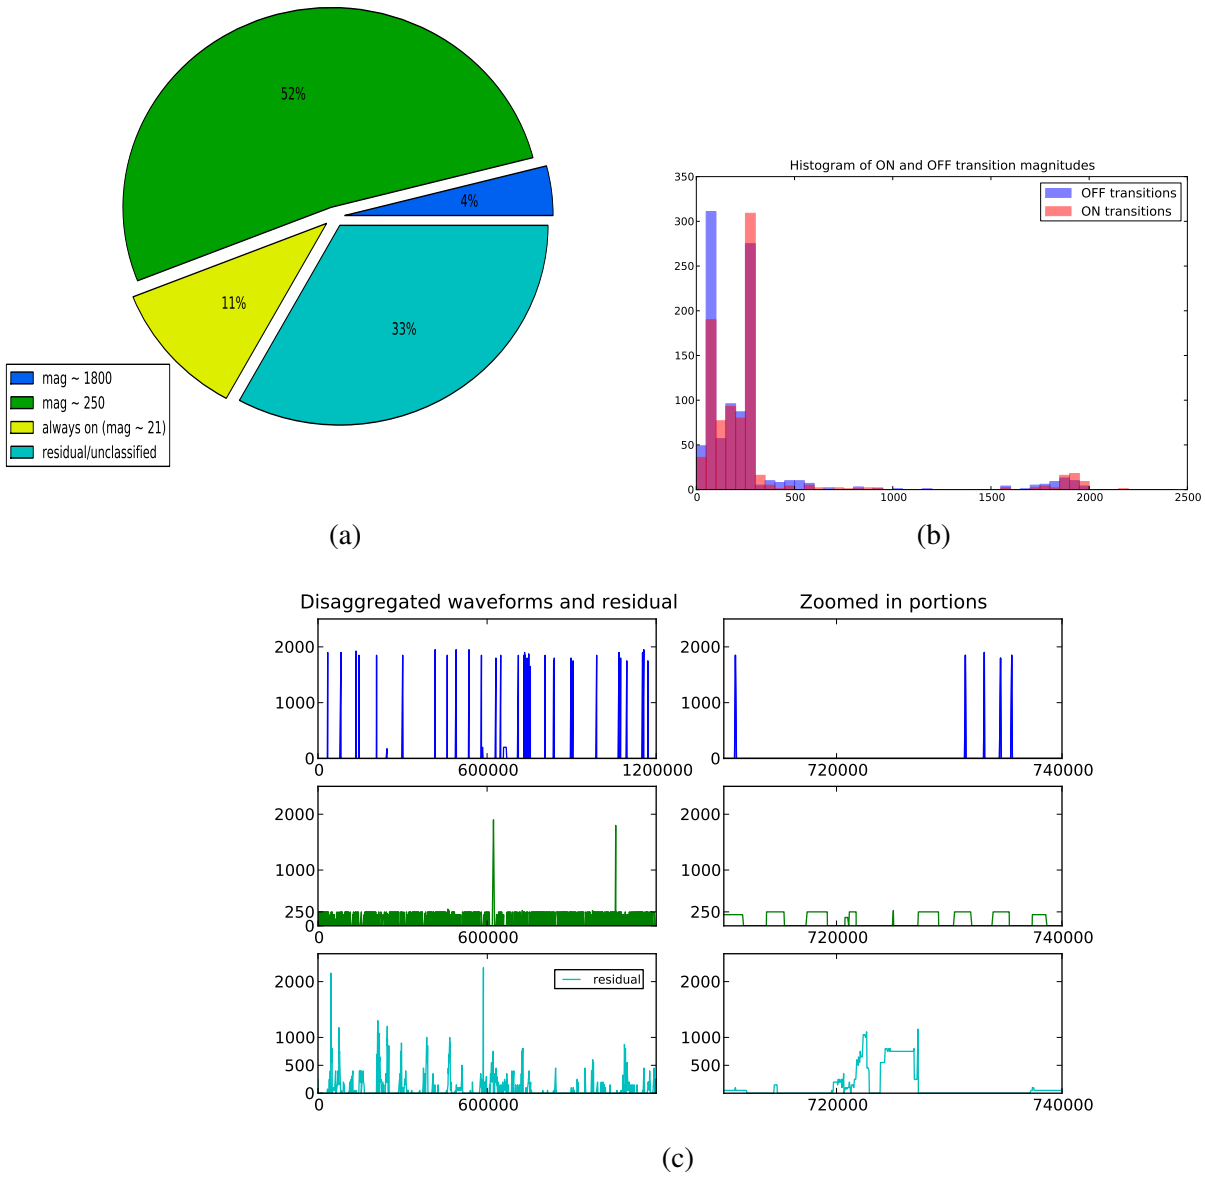 52%
4%
11%
33%
mag ~ 1800
mag ~ 250
always on (mag ~ 21)
residual/unclassified
(a)
Histogram of ON and OFF transition magnitudes
350
300
250
200
150
100
50
0
0 500 1000 1500 2000 2500
OFF transitions
ON transitions
(b)
Disaggregated waveforms and residual
2000
1000
0
0 600000 1200000
Zoomed in portions
2000
1000
0
720000 740000
2000
1000
250
0
0 600000
2000
1000
250
0
720000 740000
2000
1000
500
0
0 600000
residual
2000
1000
500
0
720000 740000
(c)